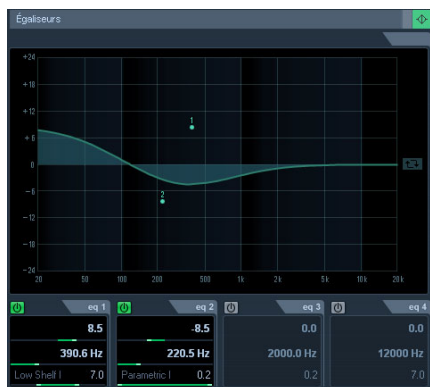 Égaliseurs
+24
+18
+12
+6
0
-6
-12
-18
-24
1
2
20 50 100 200 500 1k 2k 5k 10k 20k
eq 1 eq 2 eq 3 eq 4
8.5 -8.5 0.0 0.0
390.6 Hz 220.5 Hz 2000.0 Hz 12000 Hz
Low Shelf I 7.0 Parametric I 0.2 0.2 7.0